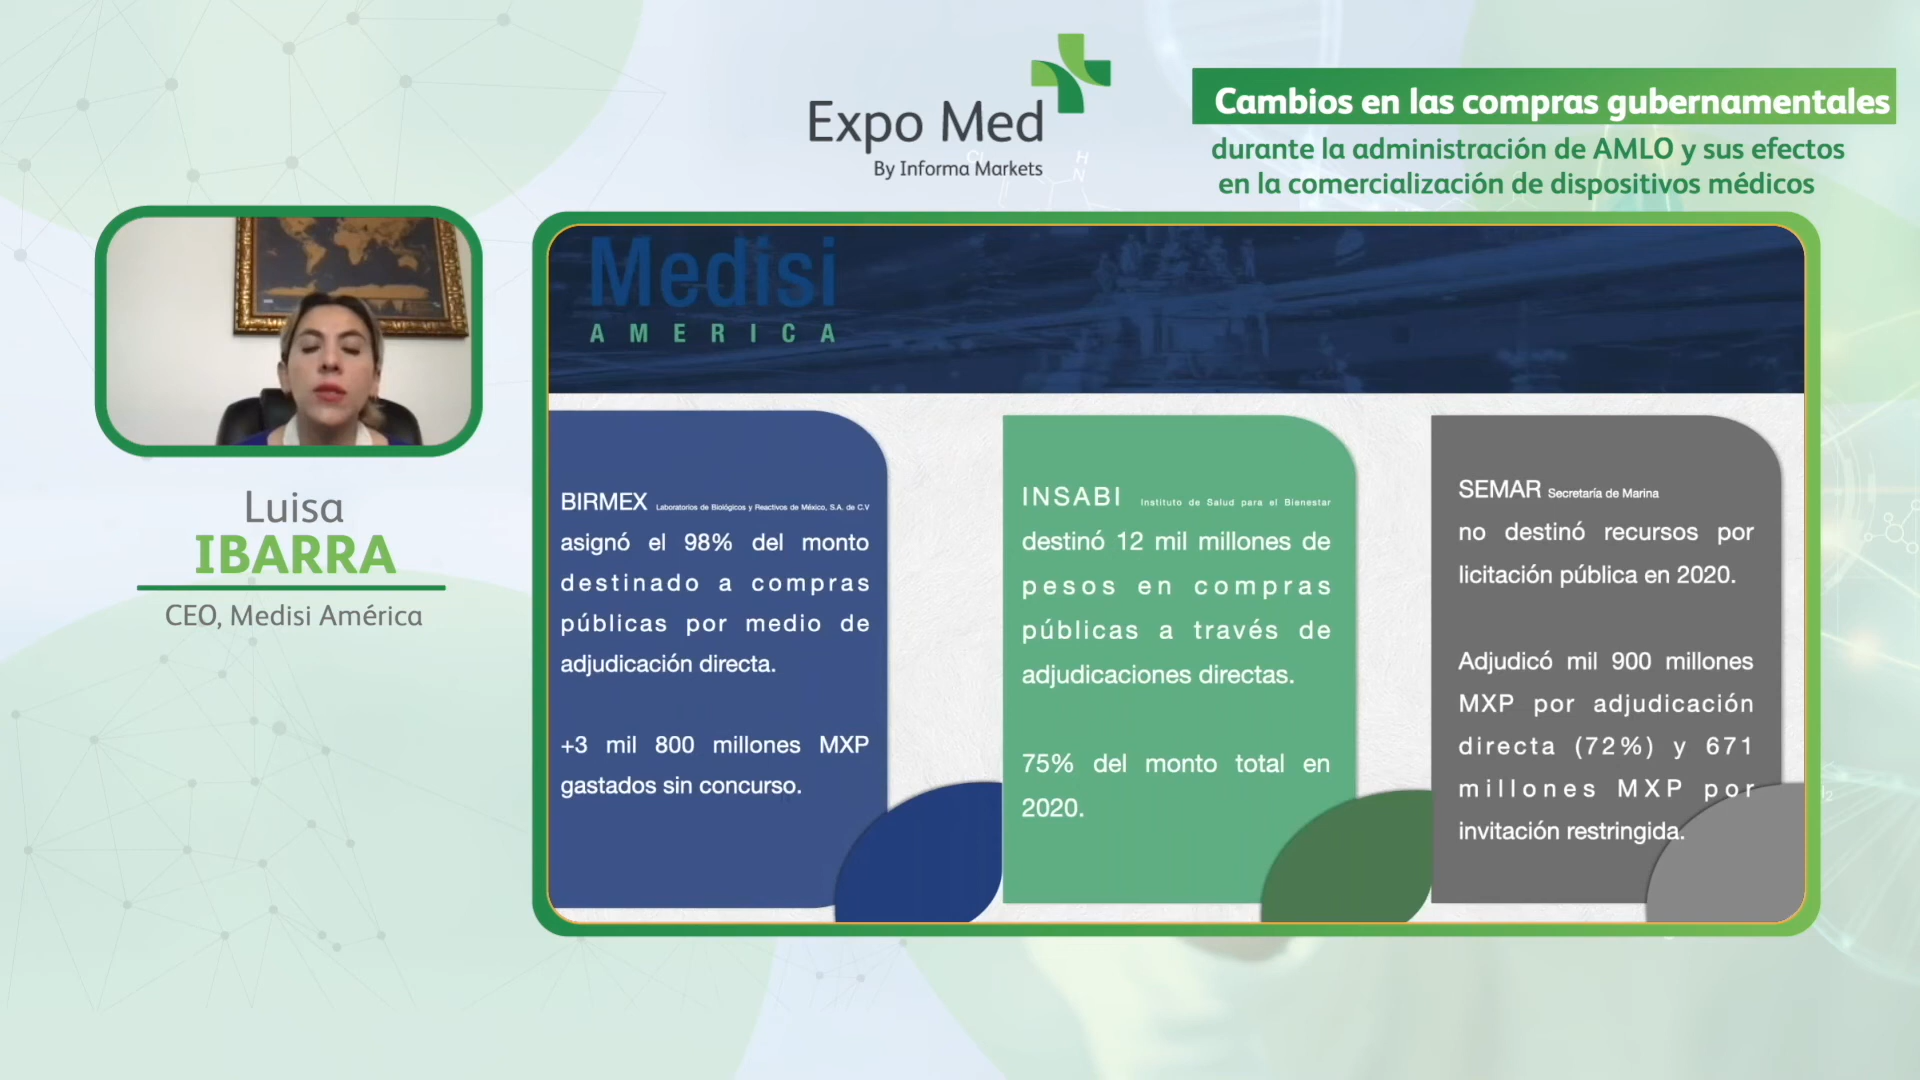 Expo Med
By Informa Markets
Cambios en las compras gubernamentales
durante la administración de AMLO y sus efectos
en la comercialización de dispositivos médicos
Luisa
IBARRA
CEO, Medisi América
Medisi
AMERICA
BIRMEX Laboratorios de Biológicos y Reactivos de México, S.A. de C.V
asignó el 98% del monto
destinado a compras
públicas por medio de
adjudicación directa.
+3 mil 800 millones MXP
gastados sin concurso.
INSABI Instituto de Salud para el Bienestar
destinó 12 mil millones de
pesos en compras
públicas a través de
adjudicaciones directas.
75% del monto total en
2020.
SEMAR Secretaría de Marina
no destinó recursos por
licitación pública en 2020.
Adjudicó mil 900 millones
MXP por adjudicación
directa (72%) y 671
millones MXP por
invitación restringida.